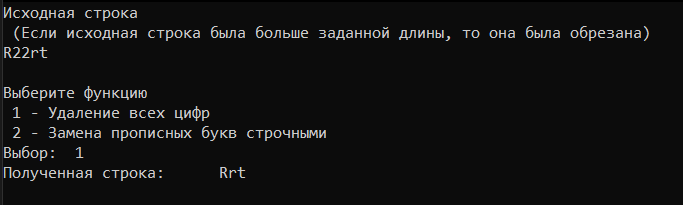 Исходная строка
(Если исходная строка была больше заданной длины, то она была обрезана)
R22rt
Выберите функцию
1 - Удаление всех цифр
2 - Замена прописных букв строчными
Выбор: 1
Полученная строка: Rrt